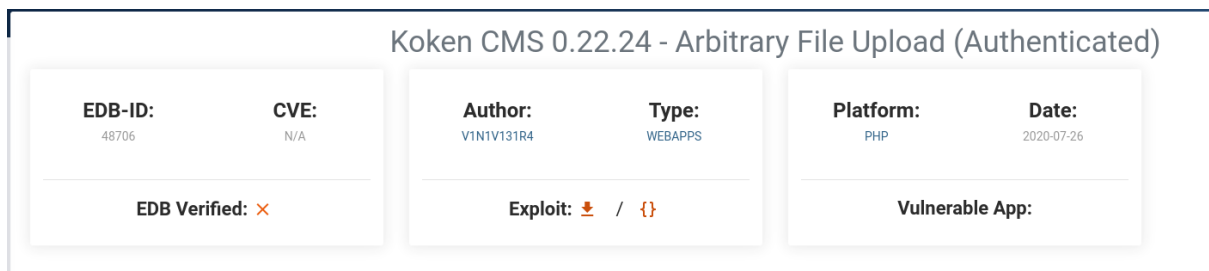 Koken CMS 0.22.24 - Arbitrary File Upload (Authenticated)
EDB-ID: CVE: Author: Type: Platform: Date:
48706 N/A V1N1V131R4 WEBAPPS PHP 2020-07-26
EDB Verified: × Exploit: / {} Vulnerable App: